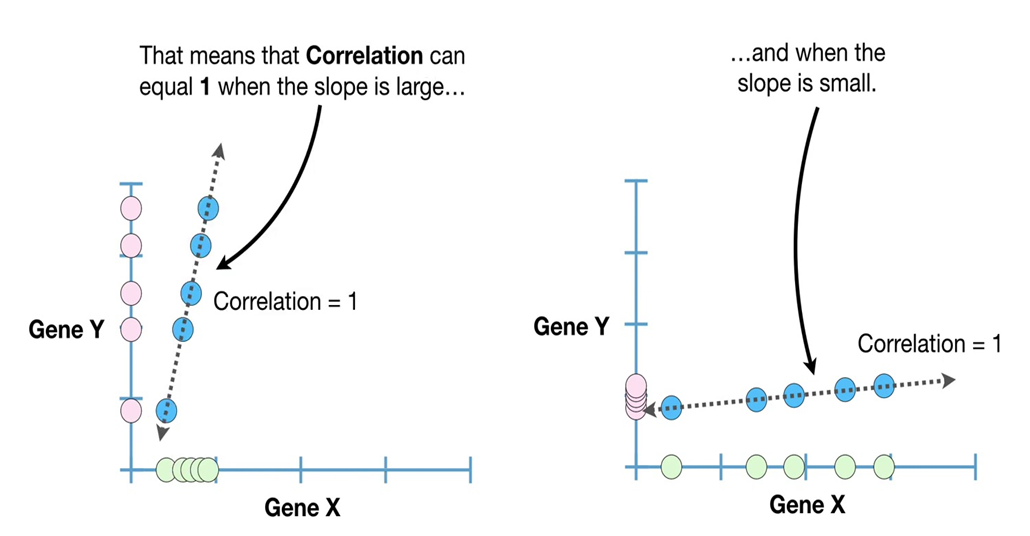 That means that Correlation can
equal 1 when the slope is large...
...and when the
slope is small.
Gene Y
Correlation = 1
Gene X
Gene Y
Correlation = 1
Gene X